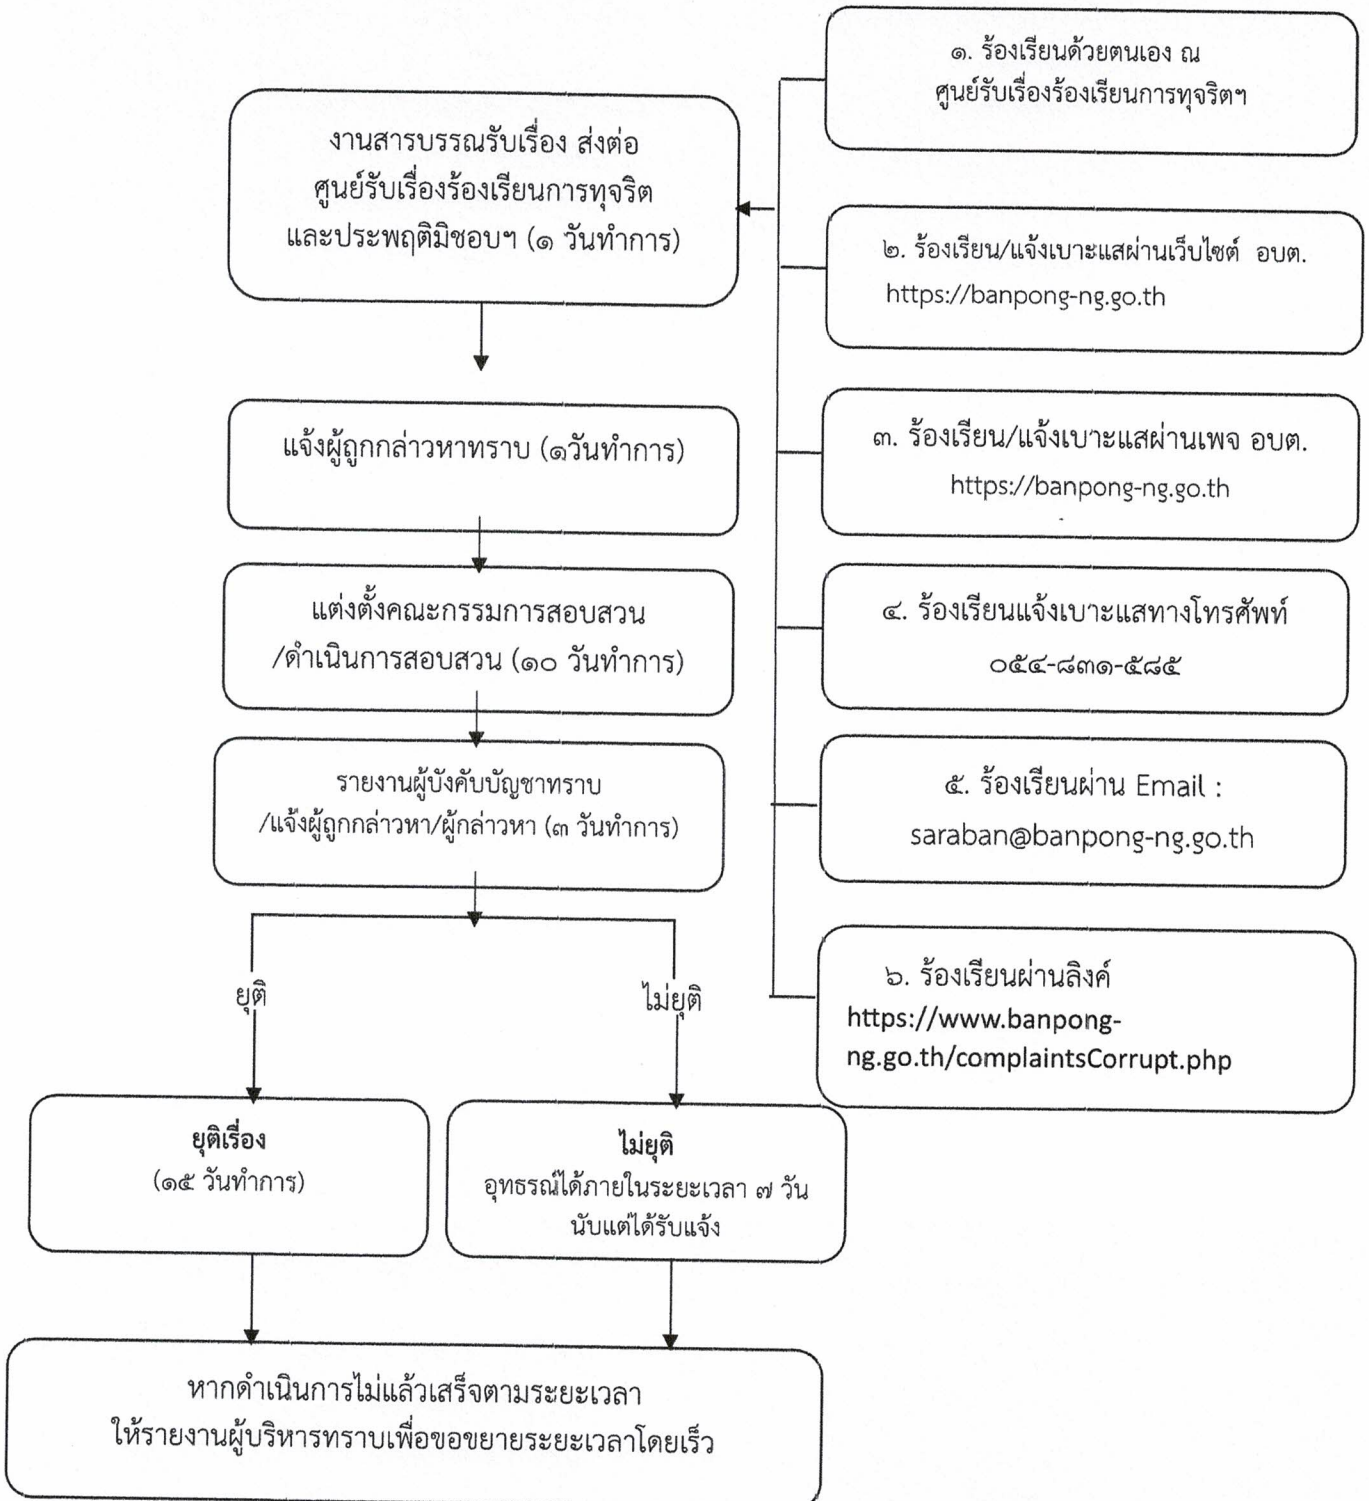 ๑. ร้องเรียนด้วยตนเอง ณ
ศูนย์รับเรื่องร้องเรียนการทุจริตฯ
งานสารบรรณรับเรื่อง ส่งต่อ
ศูนย์รับเรื่องร้องเรียนการทุจริต
และประพฤติมิชอบฯ (๑ วันทำการ)
๒. ร้องเรียน/แจ้งเบาะแสผ่านเว็บไซต์ อบต.
https://banpong-ng.go.th
แจ้งผู้ถูกกล่าวหาทราบ (๑วันทำการ)
๓. ร้องเรียน/แจ้งเบาะแสผ่านเพจ อบต.
https://banpong-ng.go.th
แต่งตั้งคณะกรรมการสอบสวน
/ดำเนินการสอบสวน (๑๐ วันทำการ)
๔. ร้องเรียนแจ้งเบาะแสทางโทรศัพท์
๐๕๔-๘๓๑-๕๘๕
รายงานผู้บังคับบัญชาทราบ
/แจ้งผู้ถูกกล่าวหา/ผู้กล่าวหา (๓ วันทำการ)
๕. ร้องเรียนผ่าน Email :
saraban@banpong-ng.go.th
ยุติ
ไม่ยุติ
๖. ร้องเรียนผ่านลิงค์
https://www.banpong-
ng.go.th/complaintsCorrupt.php
ยุติเรื่อง
(๑๕ วันทำการ)
ไม่ยุติ
อุทธรณ์ได้ภายในระยะเวลา ๗ วัน
นับแต่ได้รับแจ้ง
หากดำเนินการไม่แล้วเสร็จตามระยะเวลา
ให้รายงานผู้บริหารทราบเพื่อขอขยายระยะเวลาโดยเร็ว